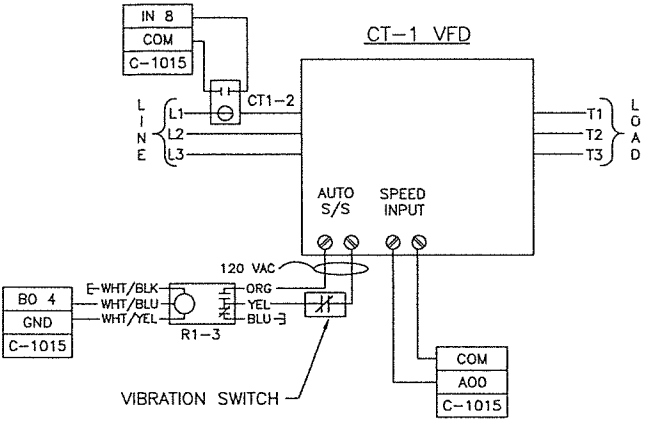 IN 8
COM
C-1015
CT-1 VFD
CT1-2
LINE
L1
L2
L3
T1
T2
T3
LOAD
AUTO
S/S
SPEED
INPUT
120 VAC
BO 4
GND
C-1015
WHT/BLK
WHT/BLU
WHT/YEL
ORG
YEL
BLU
R1-3
VIBRATION SWITCH
COM
AO0
C-1015